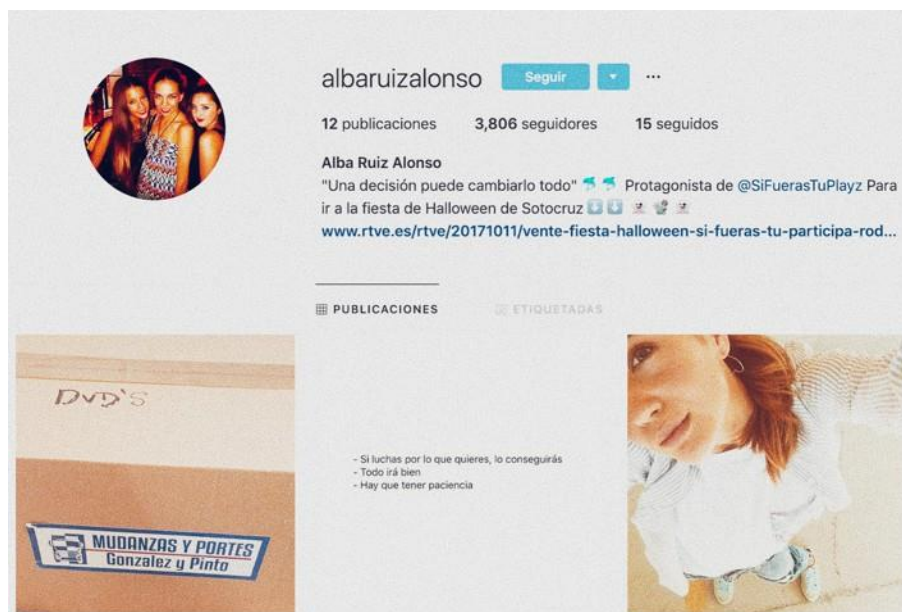 albaruizalonso Seguir ...
12 publicaciones 3,806 seguidores 15 seguidos
Alba Ruiz Alonso
"Una decisión puede cambiarlo todo" Protagonista de @SiFuerasTuPlayz Para
ir a la fiesta de Halloween de Sotocruz
www.rtve.es/rtve/20171011/vente-fiesta-halloween-si-fueras-tu-participa-rod...
PUBLICACIONES ETIQUETADAS
DVD'S
MUDANZAS Y PORTES
Gonzalez y Pinto
- Si luchas por lo que quieres, lo conseguirás
- Todo irá bien
- Hay que tener paciencia